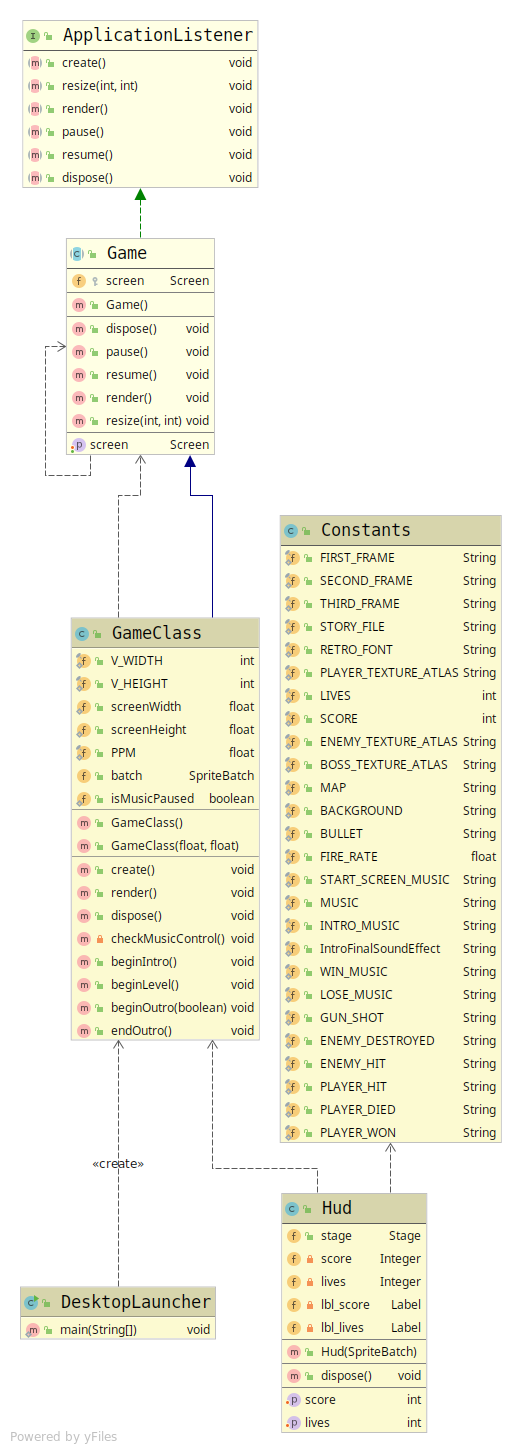 ApplicationListener
create() void
resize(int, int) void
render() void
pause() void
resume() void
dispose() void
Game
screen Screen
Game()
dispose() void
pause() void
resume() void
render() void
resize(int, int) void
screen Screen
GameClass
V_WIDTH int
V_HEIGHT int
screenWidth float
screenHeight float
PPM float
batch SpriteBatch
isMusicPaused boolean
GameClass()
GameClass(float, float)
create() void
render() void
dispose() void
checkMusicControl() void
beginIntro() void
beginLevel() void
beginOutro(boolean) void
endOutro() void
Constants
FIRST_FRAME String
SECOND_FRAME String
THIRD_FRAME String
STORY_FILE String
RETRO_FONT String
PLAYER_TEXTURE_ATLAS String
LIVES int
SCORE int
ENEMY_TEXTURE_ATLAS String
BOSS_TEXTURE_ATLAS String
MAP String
BACKGROUND String
BULLET String
FIRE_RATE float
START_SCREEN_MUSIC String
MUSIC String
INTRO_MUSIC String
IntroFinalSoundEffect String
WIN_MUSIC String
LOSE_MUSIC String
GUN_SHOT String
ENEMY_DESTROYED String
ENEMY_HIT String
PLAYER_HIT String
PLAYER_DIED String
PLAYER_WON String
«create»
DesktopLauncher
main(String[]) void
Hud
stage Stage
score Integer
lives Integer
lbl_score Label
lbl_lives Label
Hud(SpriteBatch)
dispose() void
score int
lives int
Powered by yFiles